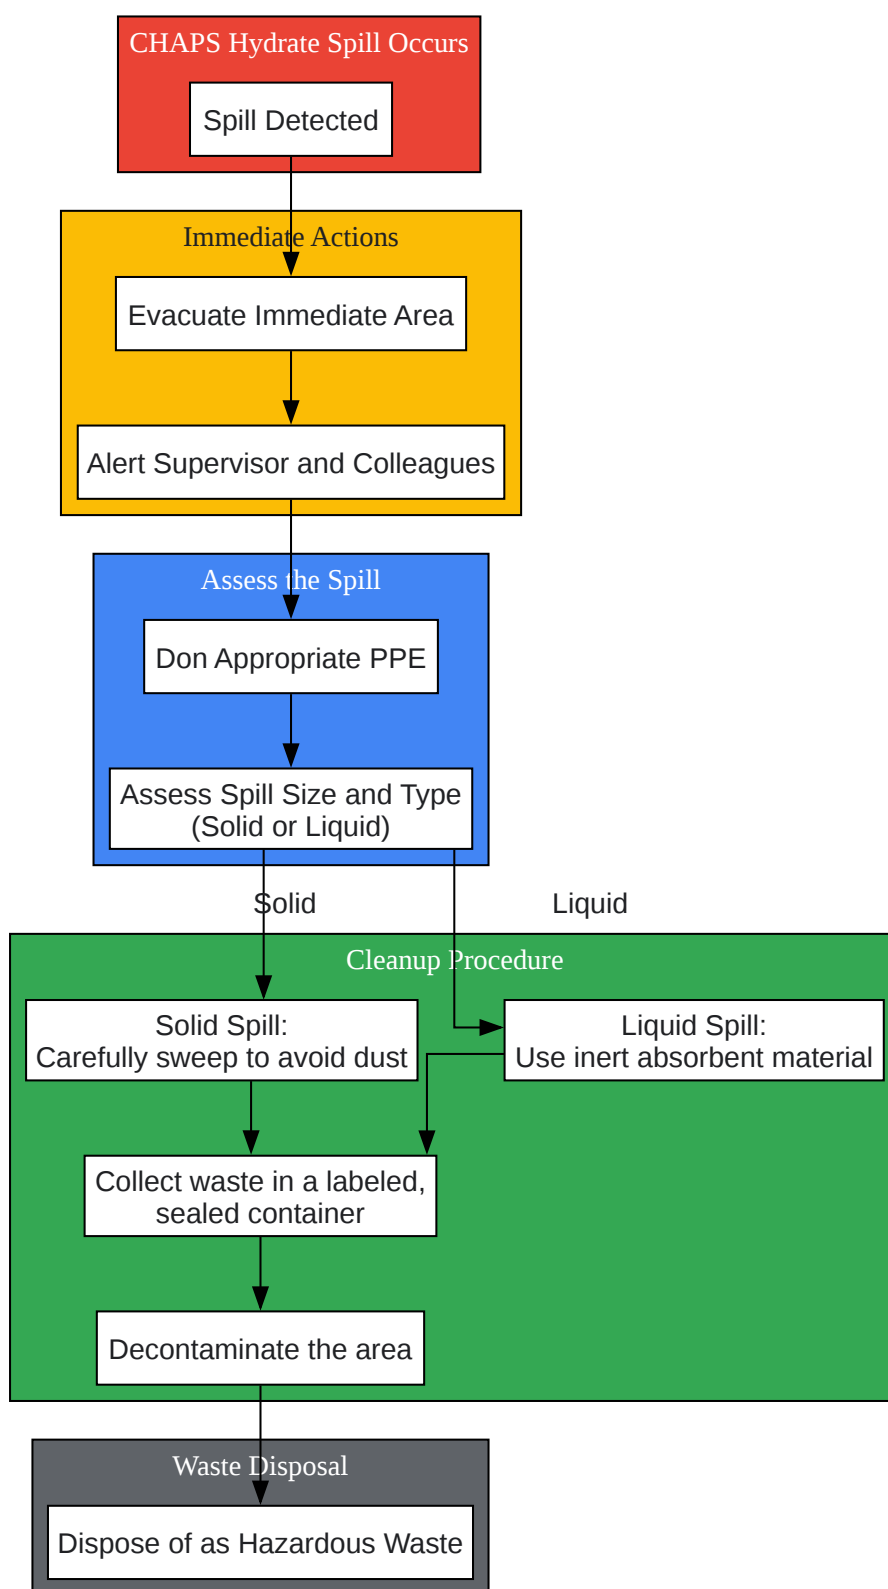 CHAPS Hydrate Spill Occurs
Spill Detected
Immediate Actions
Evacuate Immediate Area
Alert Supervisor and Colleagues
Assess the Spill
Don Appropriate PPE
Assess Spill Size and Type
(Solid or Liquid)
Solid
Liquid
Cleanup Procedure
Solid Spill:
Carefully sweep to avoid dust
Liquid Spill:
Use inert absorbent material
Collect waste in a labeled,
sealed container
Decontaminate the area
Waste Disposal
Dispose of as Hazardous Waste